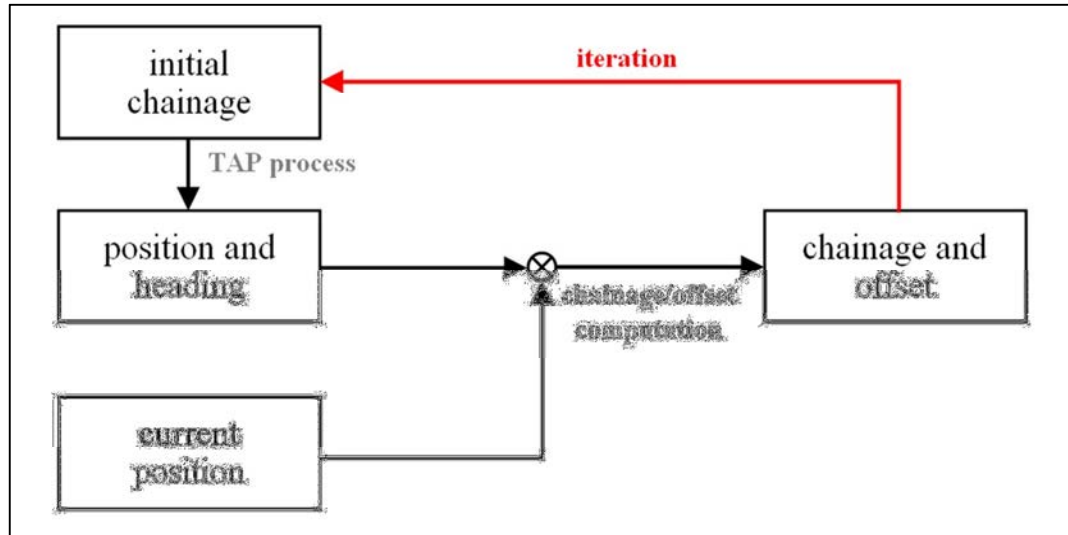 initial
chainage
iteration
TAP process
position and
heading
chainage/offset
computation
chainage and
offset
current
position